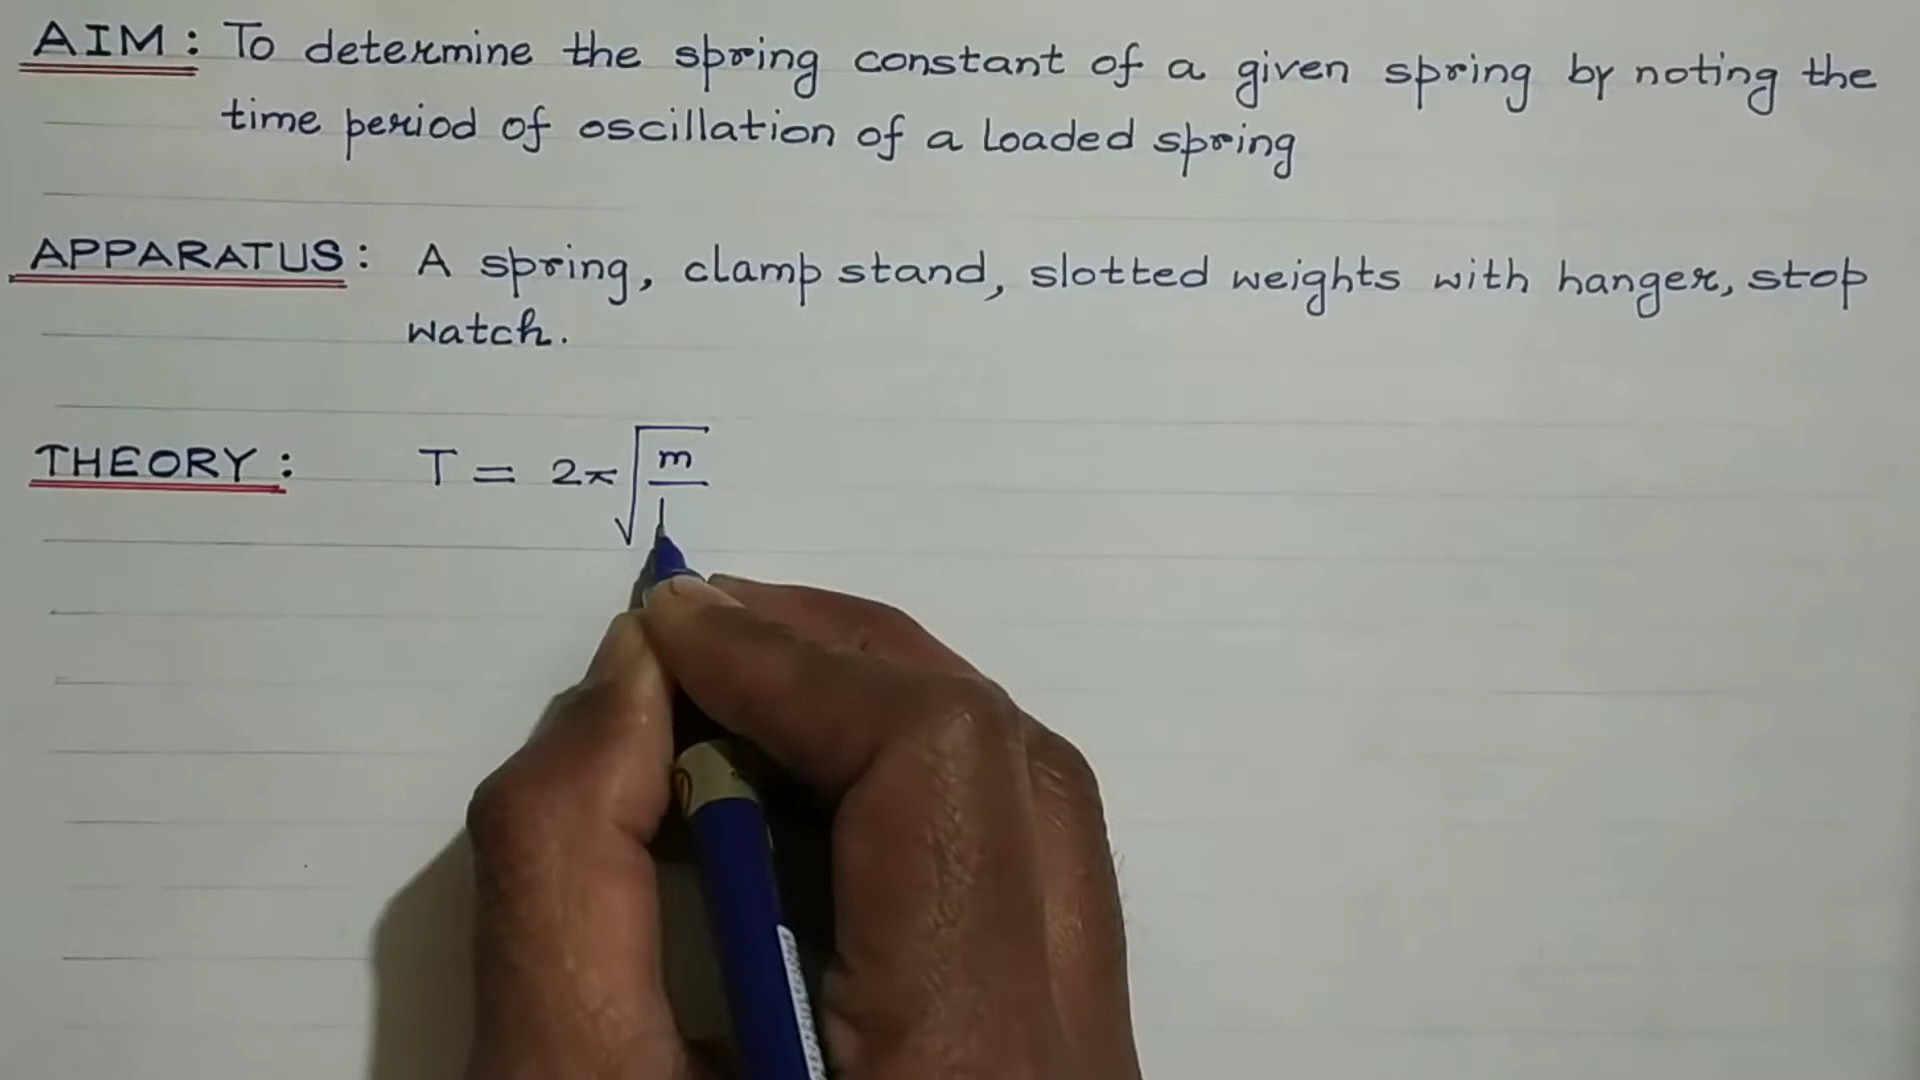 AIM: To determine the spring constant of a given spring by noting the
time period of oscillation of a loaded spring
APPARATUS: A spring, clamp stand, slotted weights with hanger, stop
watch.
THEORY: T = 2π√m/